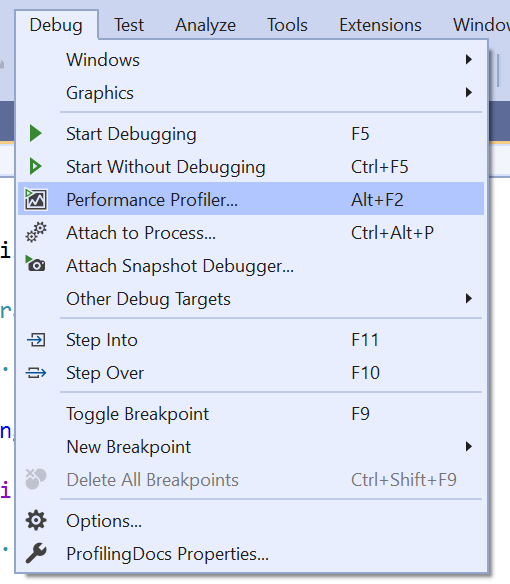 Debug Test Analyze Tools Extensions Window
Windows
Graphics
Start Debugging F5
Start Without Debugging Ctrl+F5
Performance Profiler... Alt+F2
Attach to Process... Ctrl+Alt+P
Attach Snapshot Debugger...
Other Debug Targets
Step Into F11
Step Over F10
Toggle Breakpoint F9
New Breakpoint
Delete All Breakpoints Ctrl+Shift+F9
Options...
ProfilingDocs Properties...